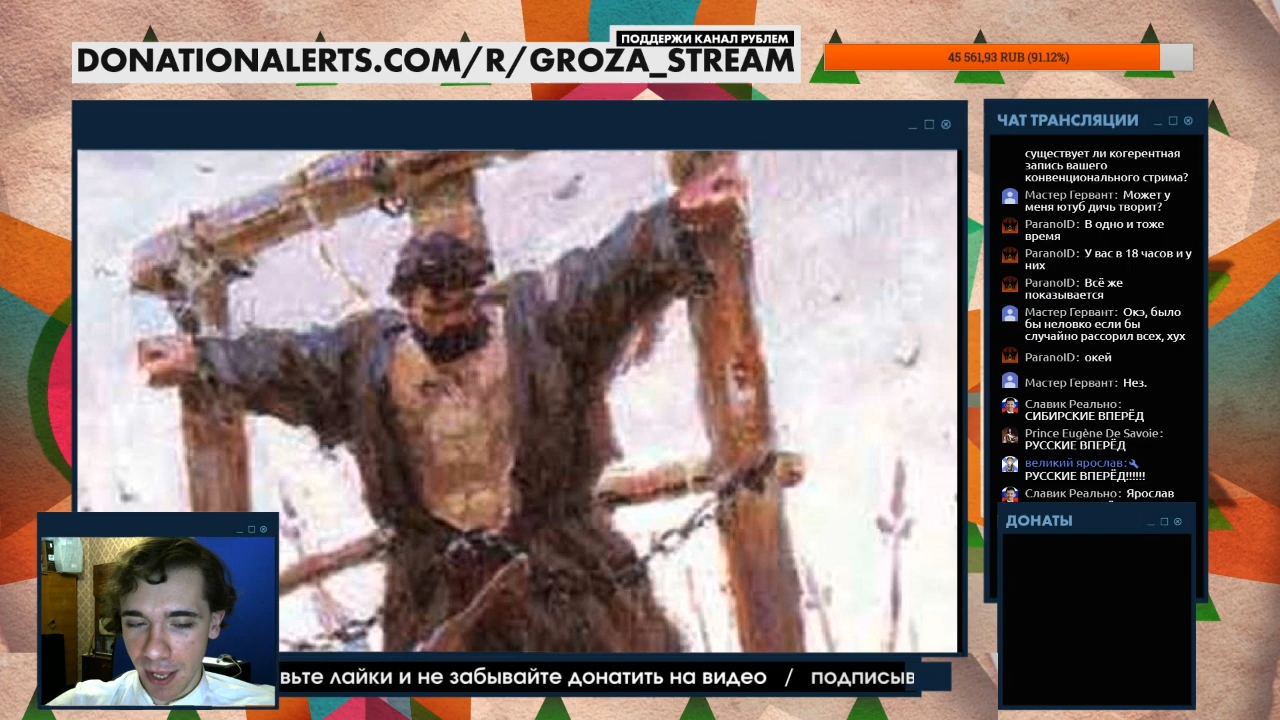 ПОДДЕРЖИ КАНАЛ РУБЛЕМ
DONATIONALERTS.COM/R/GROZA_STREAM
45 561,93 RUB (91.12%)
ЧАТ ТРАНСЛЯЦИИ
существует ли когерентная
запись вашего
конвенционального стрима?
Мастер Гервант: Может у
меня ютуб дичь творит?
ParanoID: В одно и тоже
время
ParanoID: У вас в 18 часов и у
них
ParanoID: Всё же
показывается
Мастер Гервант: Окэ, было
бы неловко если бы
случайно рассорил всех, хух
ParanoID: окей
Мастер Гервант: Нез.
Славик Реально:
СИБИРСКИЕ ВПЕРЁД
Prince Eugène De Savoie:
РУССКИЕ ВПЕРЁД
великий ярослав:
РУССКИЕ ВПЕРЁД!!!!!!
Славик Реально: Ярослав
ДОНАТЫ
вьте лайки и не забывайте донатить на видео / подписыв